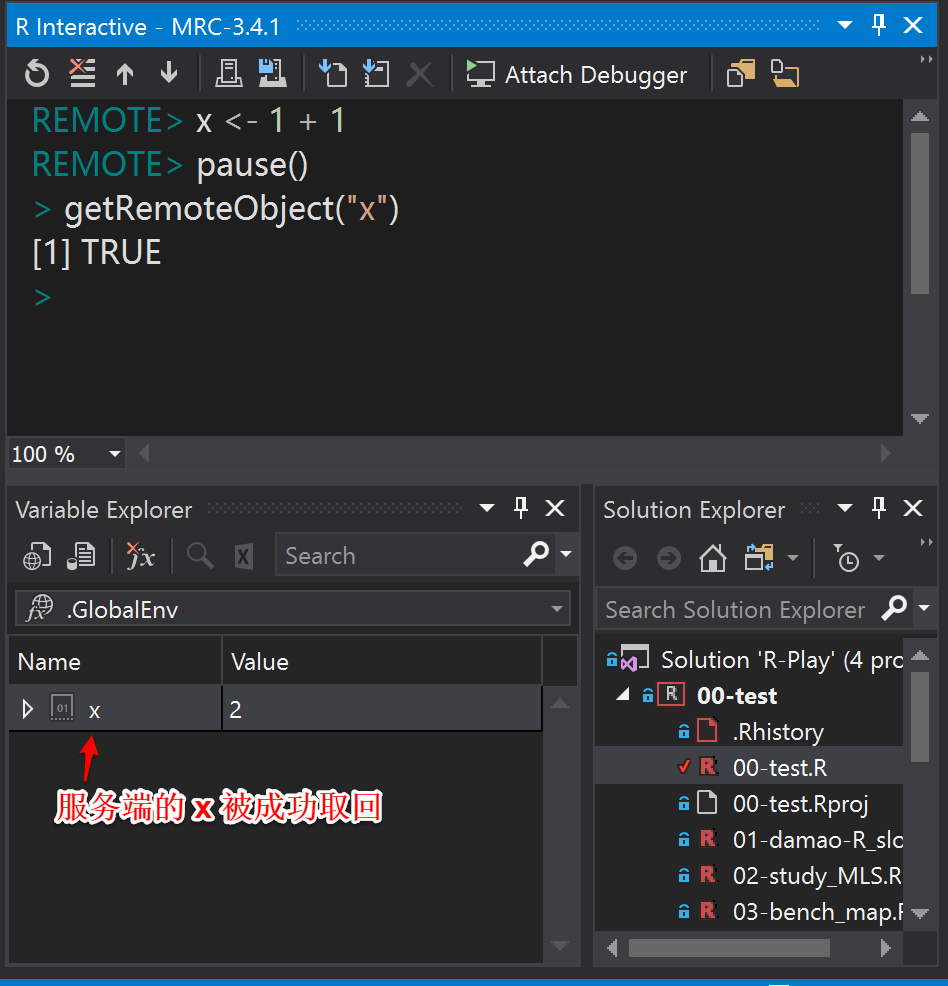 R Interactive - MRC-3.4.1
Attach Debugger
REMOTE> x <- 1 + 1
REMOTE> pause()
> getRemoteObject("x")
[1] TRUE
>
100 %
Variable Explorer
Search
.GlobalEnv
Name Value
x 2
服务端的 x 被成功取回
Solution Explorer
Search Solution Explorer
Solution 'R-Play' (4 pro
00-test
.Rhistory
00-test.R
00-test.Rproj
01-damao-R_slo
02-study_MLS.R
03-bench_map.R